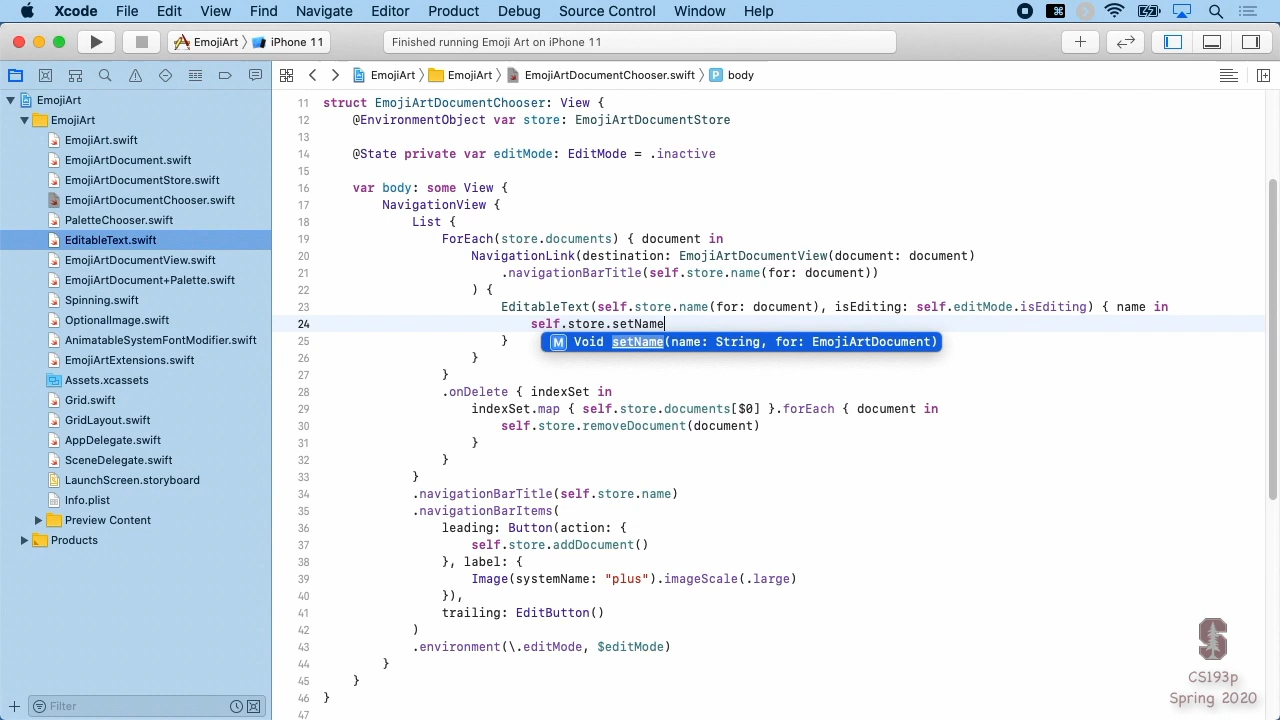 Xcode File Edit View Find Navigate Editor Product Debug Source Control Window Help
EmojiArt iPhone 11 Finished running Emoji Art on iPhone 11
EmojiArt EmojiArt EmojiArtDocumentChooser.swift P body
EmojiArt
EmojiArt
EmojiArt.swift
EmojiArtDocument.swift
EmojiArtDocumentStore.swift
EmojiArtDocumentChooser.swift
PaletteChooser.swift
EditableText.swift
EmojiArtDocumentView.swift
EmojiArtDocument+Palette.swift
Spinning.swift
OptionalImage.swift
AnimatableSystemFontModifier.swift
EmojiArtExtensions.swift
Assets.xcassets
Grid.swift
GridLayout.swift
AppDelegate.swift
SceneDelegate.swift
LaunchScreen.storyboard
Info.plist
Preview Content
Products
Filter
11 struct EmojiArtDocumentChooser: View {
12 @EnvironmentObject var store: EmojiArtDocumentStore
13
14 @State private var editMode: EditMode = .inactive
15
16 var body: some View {
17 NavigationView {
18 List {
19 ForEach(store.documents) { document in
20 NavigationLink(destination: EmojiArtDocumentView(document: document)
21 .navigationBarTitle(self.store.name(for: document))
22 ) {
23 EditableText(self.store.name(for: document), isEditing: self.editMode.isEditing) { name in
24 self.store.setName
25 }
M Void setName(name: String, for: EmojiArtDocument)
26 }
27 }
28 .onDelete { indexSet in
29 indexSet.map { self.store.documents[$0] }.forEach { document in
30 self.store.removeDocument(document)
31 }
32 }
33 }
34 .navigationBarTitle(self.store.name)
35 .navigationBarItems(
36 leading: Button(action: {
37 self.store.addDocument()
38 }, label: {
39 Image(systemName: "plus").imageScale(.large)
40 }),
41 trailing: EditButton()
42 )
43 .environment(\.editMode, $editMode)
44 }
45 }
46 }
47
S
CS193p
Spring 2020